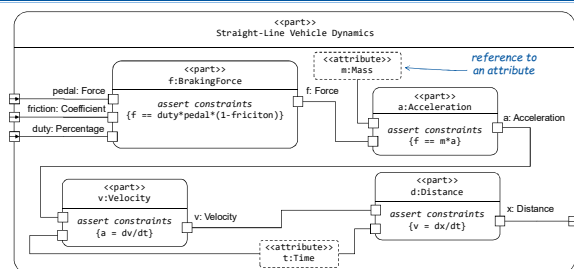 <<part>>
Straight-Line Vehicle Dynamics
<<part>>
f:BrakingForce
assert constraints
{f == duty*pedal*(1-friciton)}
pedal: Force
friction: Coefficient
duty: Percentage
f: Force
<<attribute>>
m:Mass
reference to
an attribute
<<part>>
a:Acceleration
assert constraints
{f == m*a}
a: Acceleration
<<part>>
v:Velocity
assert constraints
{a = dv/dt}
v: Velocity
<<attribute>>
t:Time
<<part>>
d:Distance
assert constraints
{v = dx/dt}
x: Distance